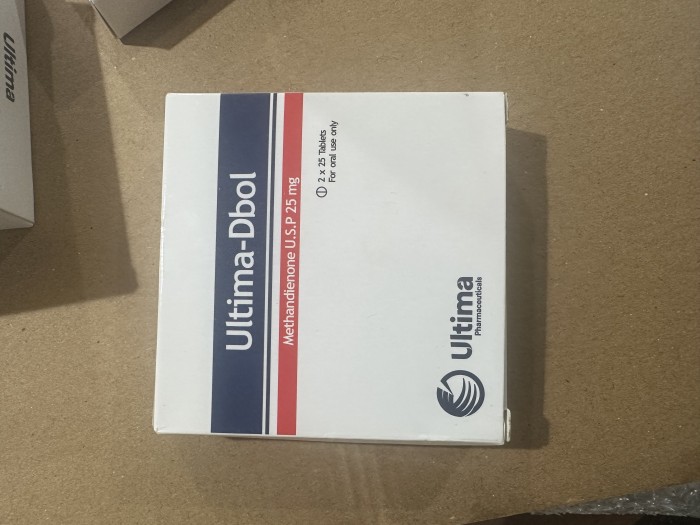 Ultima-Dbol
Methandienone U.S.P 25 mg
2 x 25 Tablets
For oral use only
Ultima
Pharmaceuticals
Ultima